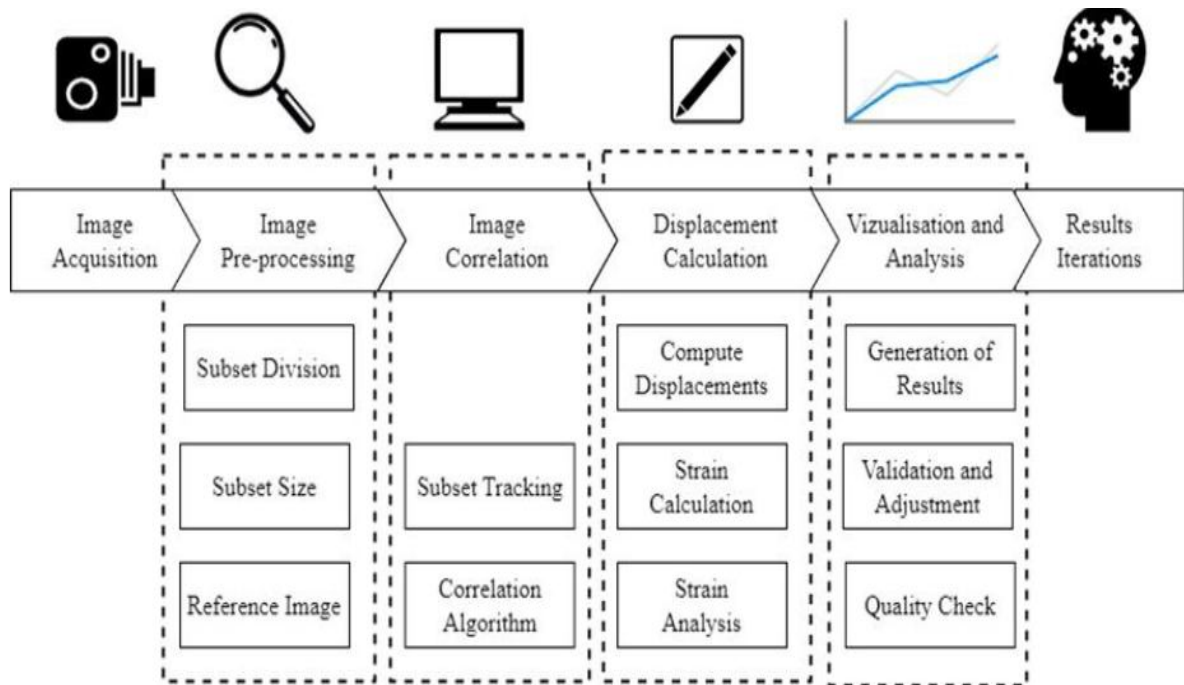 Image
Acquisition
Image
Pre-processing
Image
Correlation
Displacement
Calculation
Vizualisation and
Analysis
Results
Iterations
Subset Division
Subset Size
Reference Image
Subset Tracking
Correlation
Algorithm
Compute
Displacements
Strain
Calculation
Strain
Analysis
Generation of
Results
Validation and
Adjustment
Quality Check